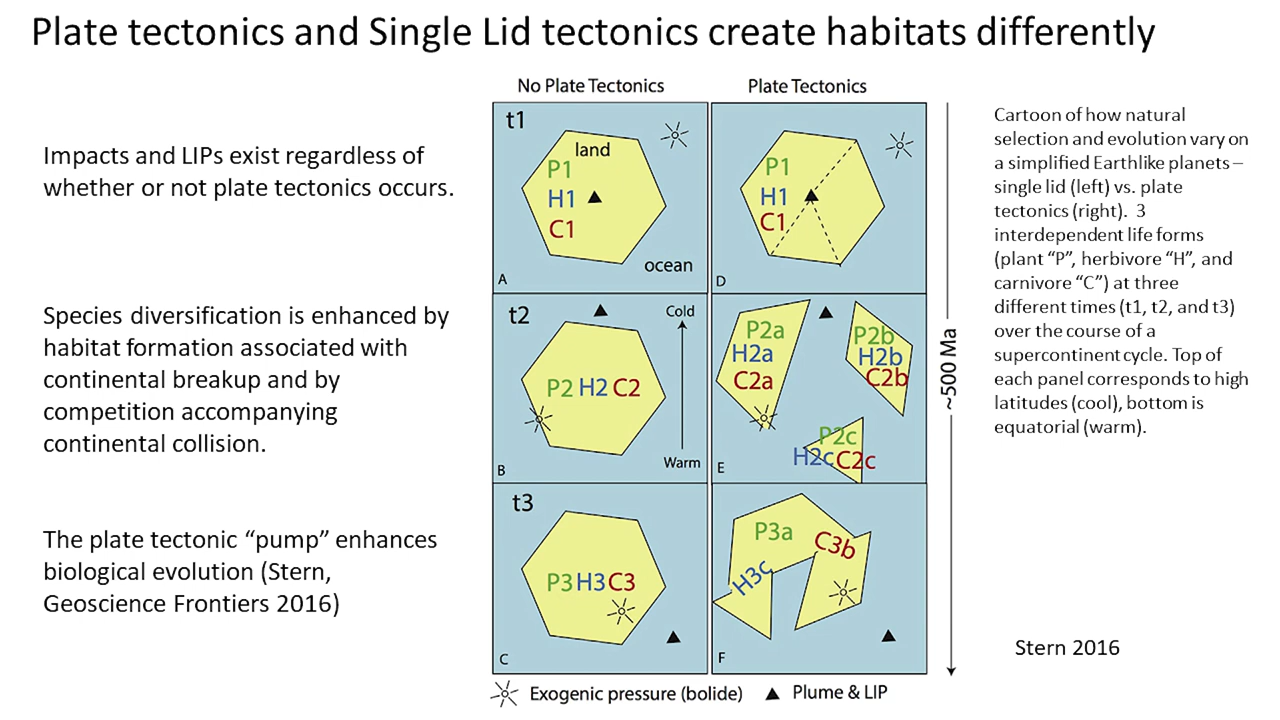 Plate tectonics and Single Lid tectonics create habitats differently
Impacts and LIPs exist regardless of
whether or not plate tectonics occurs.
Species diversification is enhanced by
habitat formation associated with
continental breakup and by
competition accompanying
continental collision.
The plate tectonic “pump” enhances
biological evolution (Stern,
Geoscience Frontiers 2016)
No Plate Tectonics
Plate Tectonics
t1
land
P1
H1
C1
ocean
A
P1
H1
C1
D
t2
Cold
P2 H2 C2
Warm
B
P2a
H2a
C2a
P2b
H2b
C2b
P2c
H2c C2c
E
t3
P3 H3 C3
C
P3a
C3b
H3c
F
~500 Ma
Exogenic pressure (bolide)
Plume & LIP
Cartoon of how natural
selection and evolution vary on
a simplified Earthlike planets –
single lid (left) vs. plate
tectonics (right). 3
interdependent life forms
(plant “P”, herbivore “H”, and
carnivore “C”) at three
different times (t1, t2, and t3)
over the course of a
supercontinent cycle. Top of
each panel corresponds to high
latitudes (cool), bottom is
equatorial (warm).
Stern 2016